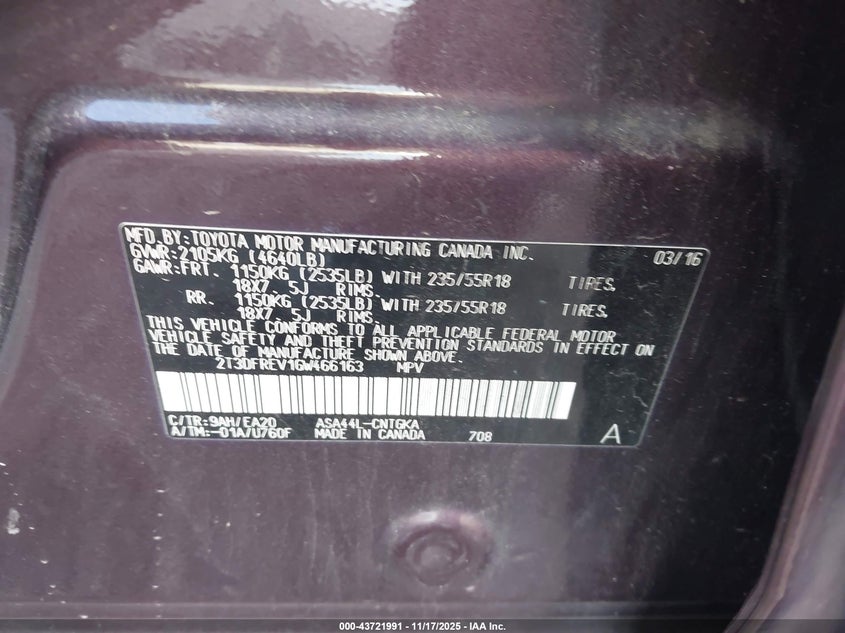 MFD.BY:TOYOTA MOTOR MANUFACTURING CANADA INC. 03/16
GVWR:2105KG (4640LB)
GAWR:FRT. 1150KG (2535LB) WITH 235/55R18 TIRES.
18X7. 5J RIMS.
RR. 1150KG (2535LB) WITH 235/55R18 TIRES.
18X7. 5J RIMS.
THIS VEHICLE CONFORMS TO ALL APPLICABLE FEDERAL MOTOR
VEHICLE SAFETY AND THEFT PREVENTION STANDARDS IN EFFECT ON
THE DATE OF MANUFACTURE SHOWN ABOVE.
2T3DFREV1GW466163 MPV
C/TR:9AH/EA20 ASA44L-CNTGKA
A/TM:-01A/U760F MADE IN CANADA 708 A
000-43721991 - 11/17/2025 - IAA Inc.